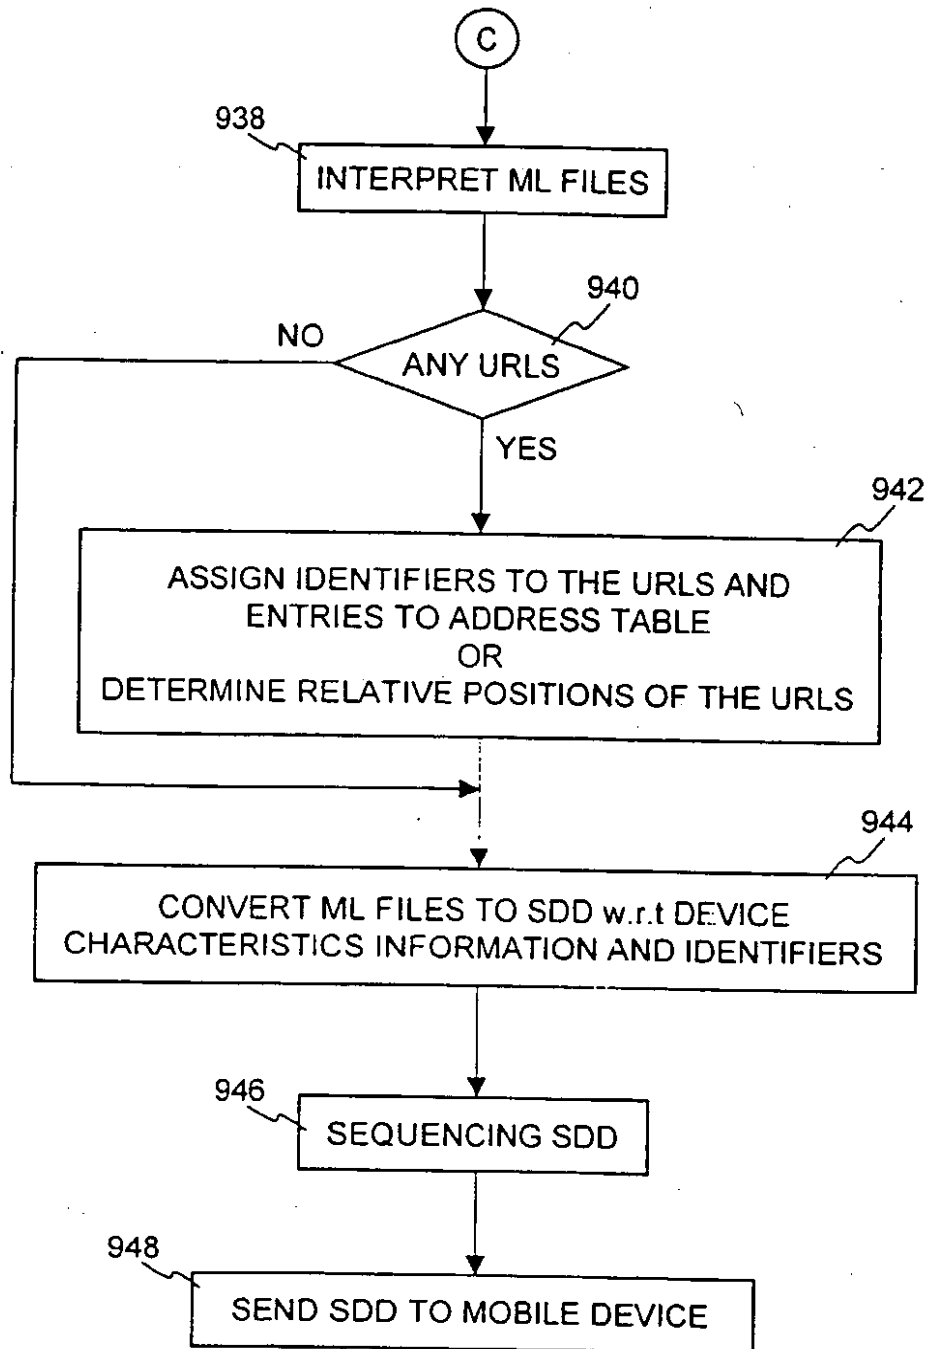 C
938
INTERPRET ML FILES
940
NO
ANY URLS
YES
942
ASSIGN IDENTIFIERS TO THE URLS AND
ENTRIES TO ADDRESS TABLE
OR
DETERMINE RELATIVE POSITIONS OF THE URLS
944
CONVERT ML FILES TO SDD w.r.t DEVICE
CHARACTERISTICS INFORMATION AND IDENTIFIERS
946
SEQUENCING SDD
948
SEND SDD TO MOBILE DEVICE